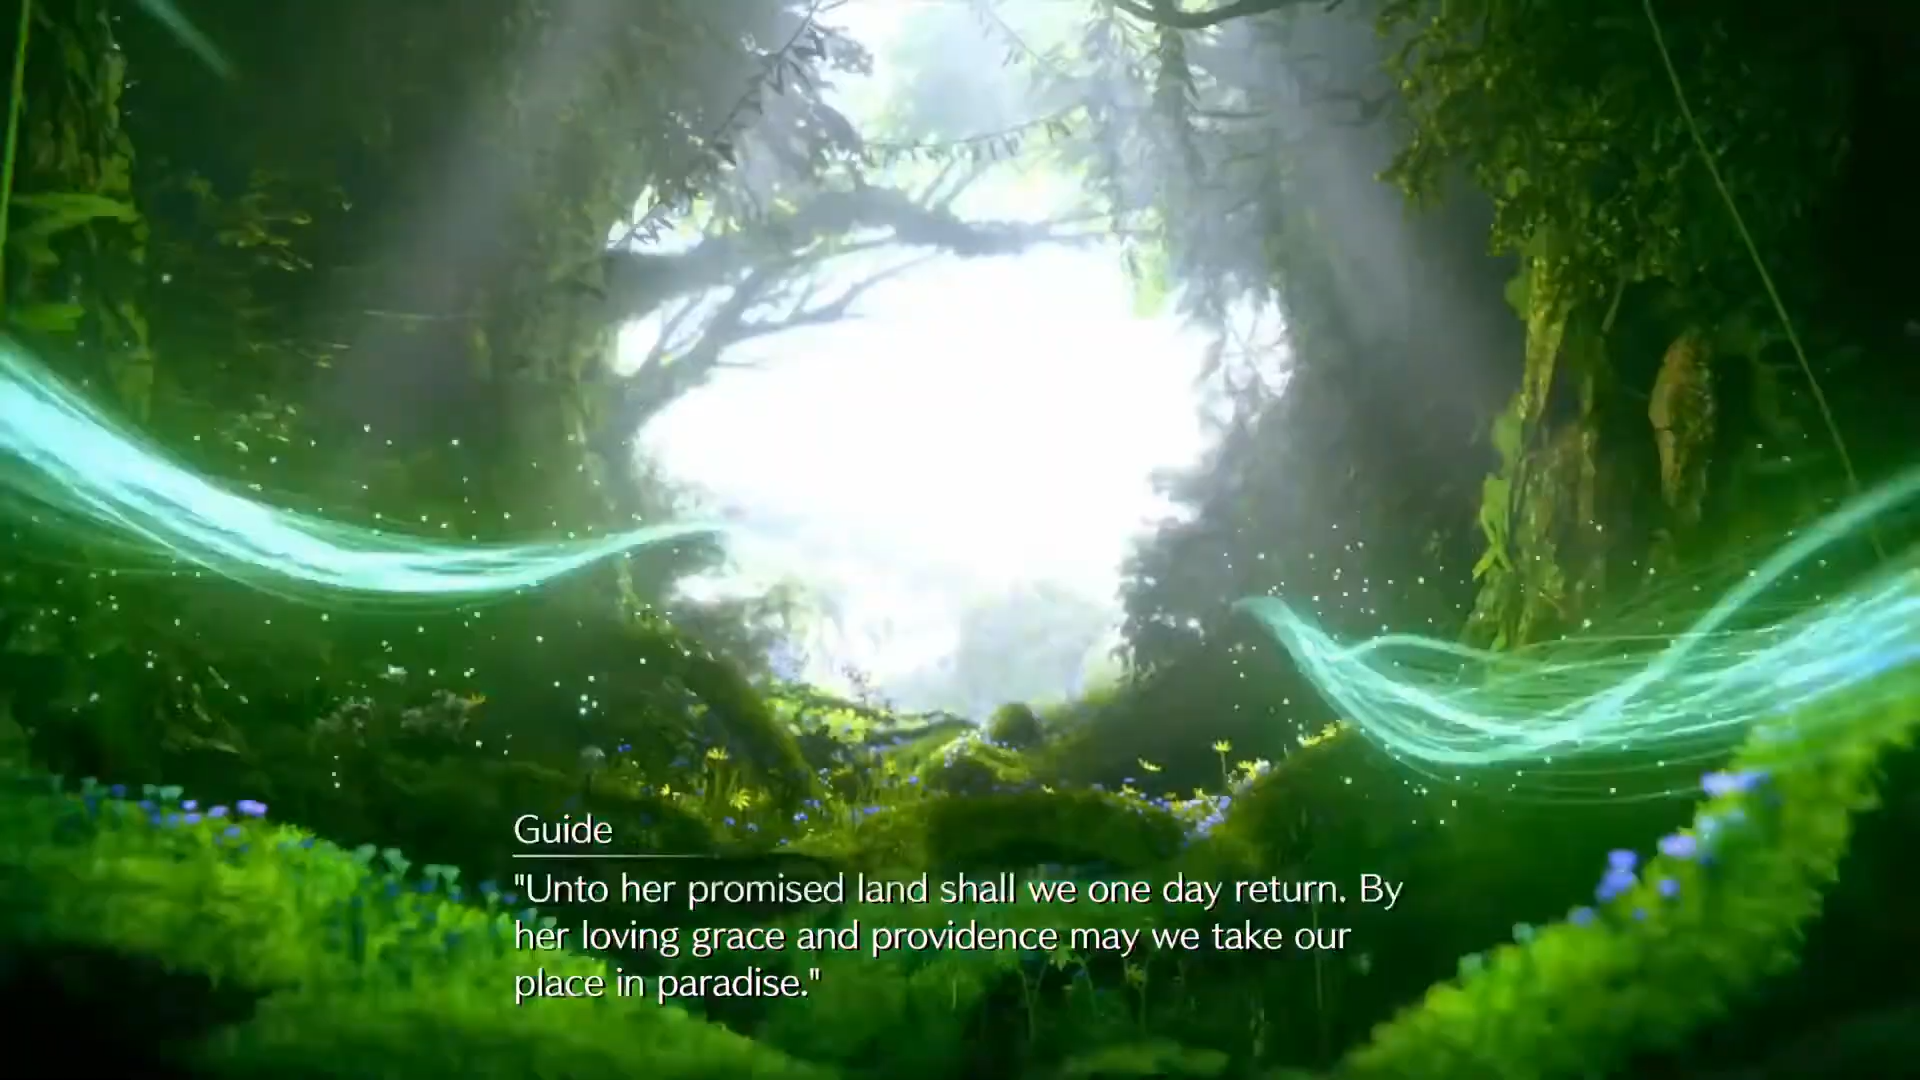 Guide
"Unto her promised land shall we one day return. By
her loving grace and providence may we take our
place in paradise."